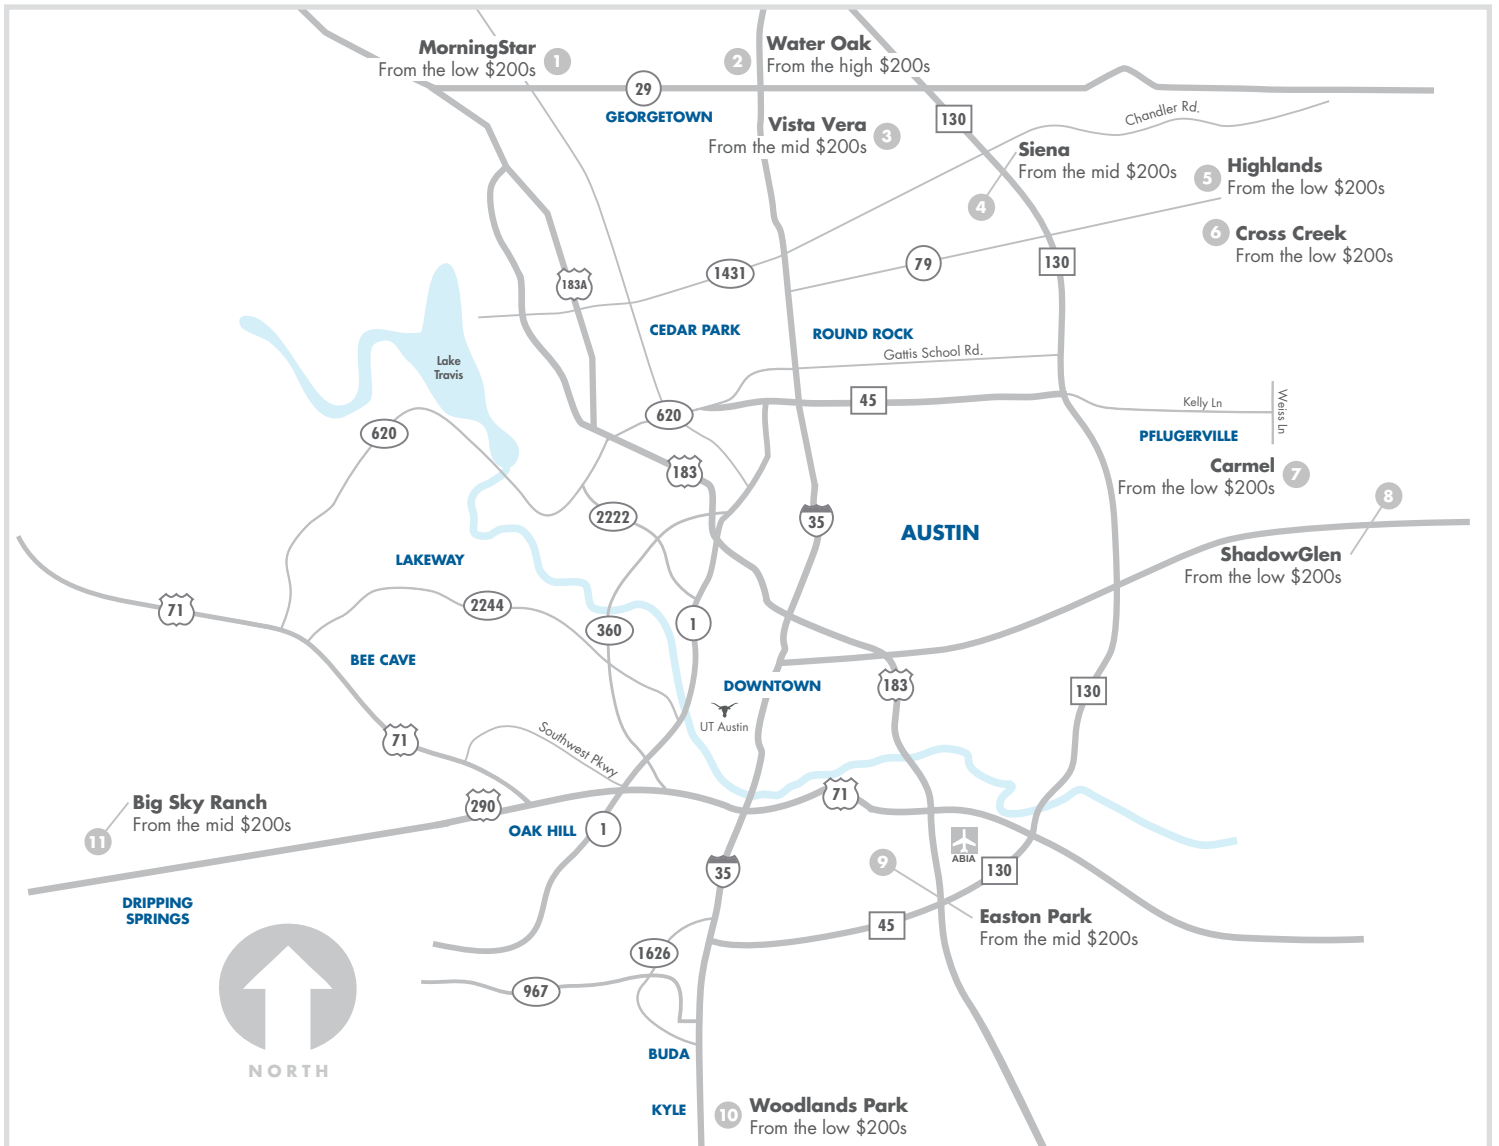 MorningStar
From the low $200s
1
2
Water Oak
From the high $200s
29
GEORGETOWN
130
Chandler Rd.
Vista Vera
From the mid $200s
3
Siena
From the mid $200s
4
5
Highlands
From the low $200s
6
Cross Creek
From the low $200s
183A
1431
79
130
CEDAR PARK
ROUND ROCK
Gattis School Rd.
Lake
Travis
620
620
45
Kelly Ln
Weiss Ln
PFLUGERVILLE
183
Carmel
From the low $200s
7
8
2222
35
AUSTIN
ShadowGlen
From the low $200s
LAKEWAY
71
2244
360
1
BEE CAVE
DOWNTOWN
183
130
UT Austin
71
Southwest Pkwy
290
71
Big Sky Ranch
From the mid $200s
11
OAK HILL
1
ABIA
130
35
9
DRIPPING
SPRINGS
45
Easton Park
From the mid $200s
1626
967
NORTH
BUDA
KYLE
10
Woodlands Park
From the low $200s